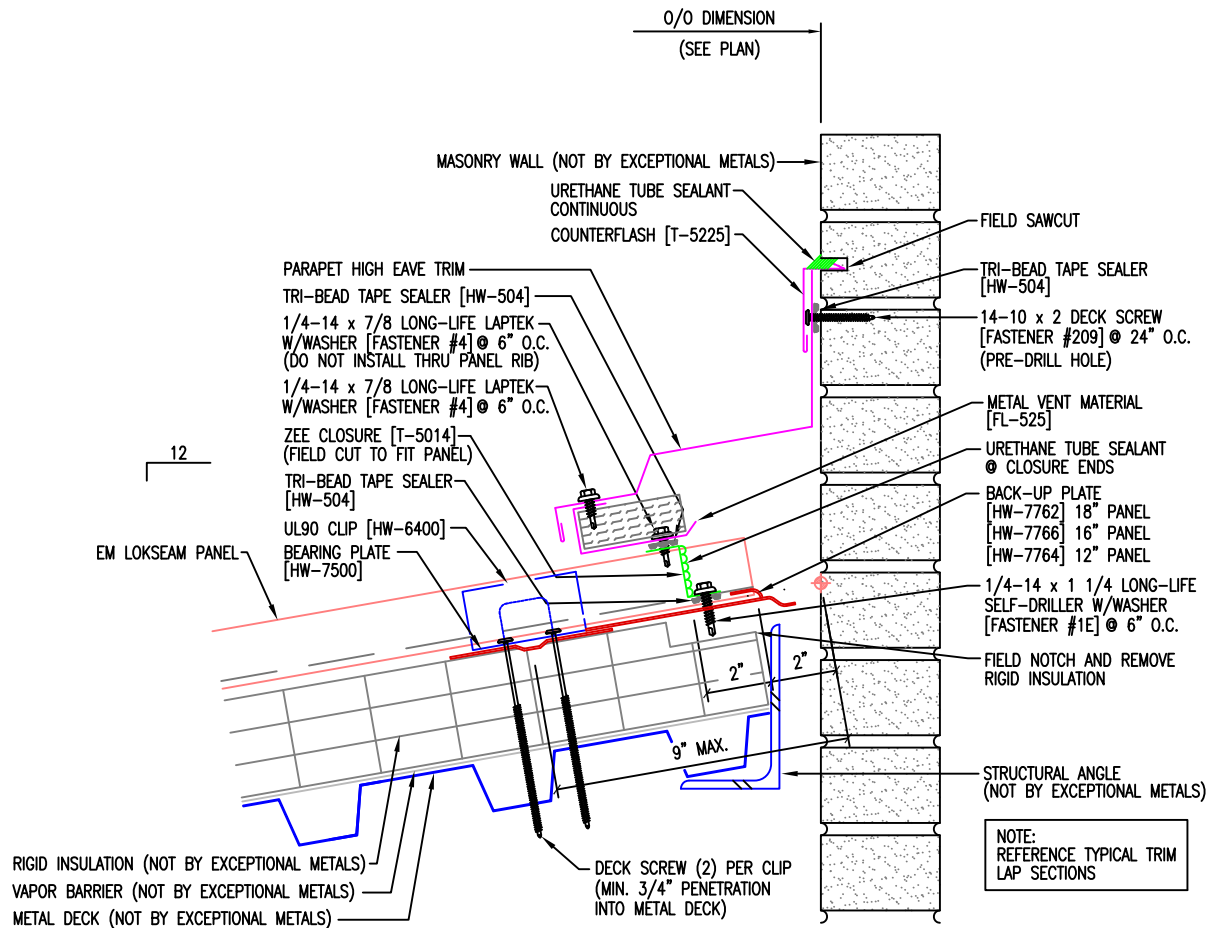 O/O DIMENSION
(SEE PLAN)
MASONRY WALL (NOT BY EXCEPTIONAL METALS)
URETHANE TUBE SEALANT
CONTINUOUS
COUNTERFLASH [T-5225]
PARAPET HIGH EAVE TRIM
TRI-BEAD TAPE SEALER [HW-504]
1/4-14 x 7/8 LONG-LIFE LAPTEK
W/WASHER [FASTENER #4] @ 6" O.C.
(DO NOT INSTALL THRU PANEL RIB)
1/4-14 x 7/8 LONG-LIFE LAPTEK
W/WASHER [FASTENER #4] @ 6" O.C.
ZEE CLOSURE [T-5014]
(FIELD CUT TO FIT PANEL)
TRI-BEAD TAPE SEALER
[HW-504]
UL90 CLIP [HW-6400]
EM LOKSEAM PANEL
BEARING PLATE
[HW-7500]
12
FIELD SAWCUT
TRI-BEAD TAPE SEALER
[HW-504]
14-10 x 2 DECK SCREW
[FASTENER #209] @ 24" O.C.
(PRE-DRILL HOLE)
METAL VENT MATERIAL
[FL-525]
URETHANE TUBE SEALANT
@ CLOSURE ENDS
BACK-UP PLATE
[HW-7762] 18" PANEL
[HW-7766] 16" PANEL
[HW-7764] 12" PANEL
1/4-14 x 1 1/4 LONG-LIFE
SELF-DRILLER W/WASHER
[FASTENER #1E] @ 6" O.C.
FIELD NOTCH AND REMOVE
RIGID INSULATION
2"
2"
9" MAX.
STRUCTURAL ANGLE
(NOT BY EXCEPTIONAL METALS)
NOTE:
REFERENCE TYPICAL TRIM
LAP SECTIONS
RIGID INSULATION (NOT BY EXCEPTIONAL METALS)
VAPOR BARRIER (NOT BY EXCEPTIONAL METALS)
METAL DECK (NOT BY EXCEPTIONAL METALS)
DECK SCREW (2) PER CLIP
(MIN. 3/4" PENETRATION
INTO METAL DECK)